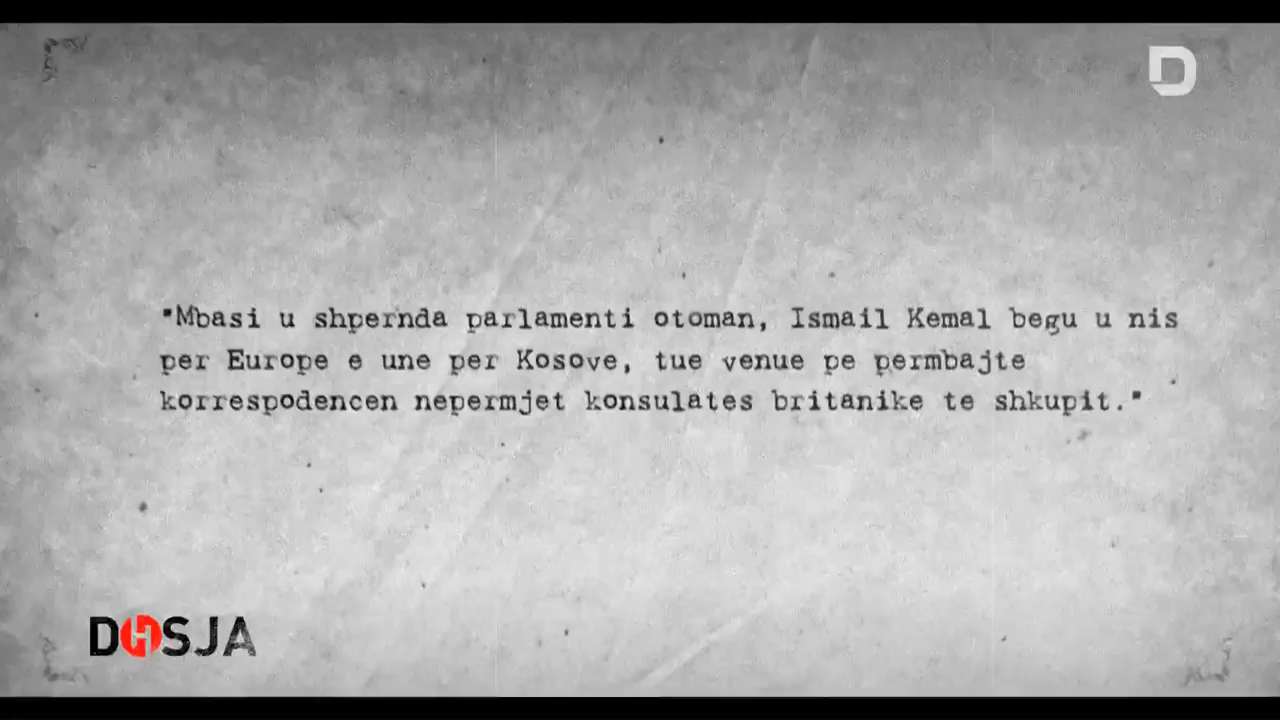 D
"Mbasi u shpernda parlamenti otoman, Ismail Kemal begu u nis
per Europe e une per Kosove, tue venue pe permbajte
korrespodencen nepermjet konsulates britanike te shkupit."
DOSJA